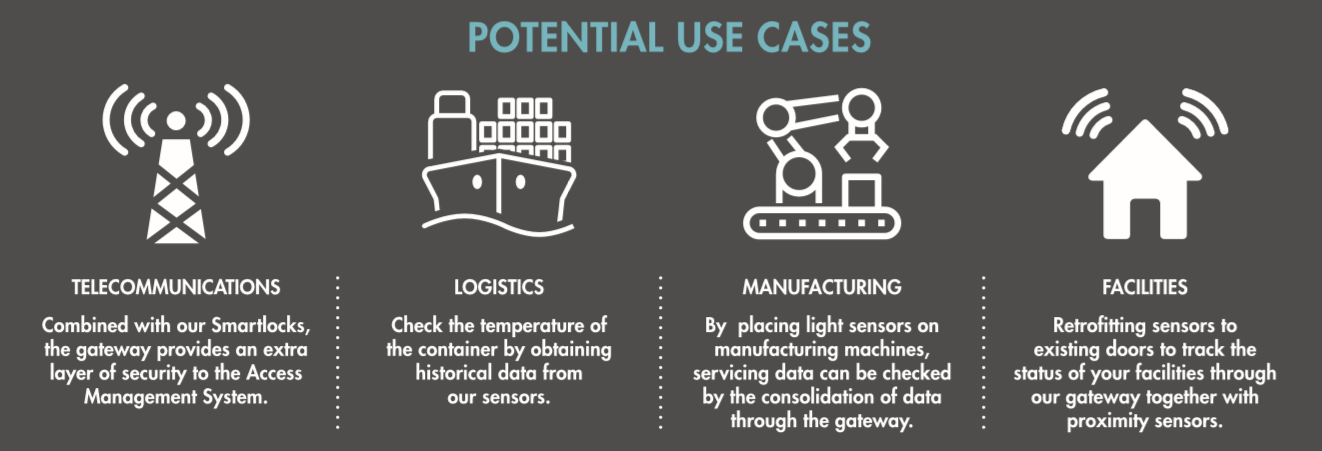 POTENTIAL USE CASES
TELECOMMUNICATIONS
Combined with our Smartlocks,
the gateway provides an extra
layer of security to the Access
Management System.
LOGISTICS
Check the temperature of
the container by obtaining
historical data from
our sensors.
MANUFACTURING
By  placing light sensors on
manufacturing machines,
servicing data can be checked
by the consolidation of data
through the gateway.
FACILITIES
Retrofitting sensors to
existing doors to track the
status of your facilities through
our gateway together with
proximity sensors.